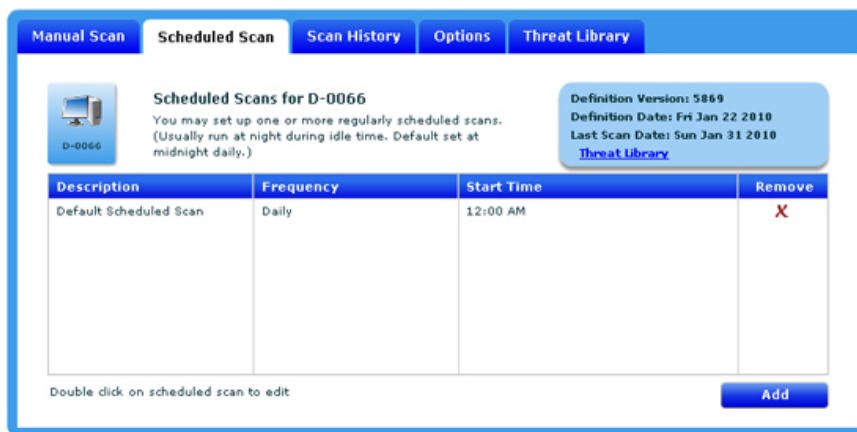 Manual Scan Scheduled Scan Scan History Options Threat Library
D-0066
Scheduled Scans for D-0066
You may set up one or more regularly scheduled scans.
(Usually run at night during idle time. Default set at
midnight daily.)
Definition Version: 5869
Definition Date: Fri Jan 22 2010
Last Scan Date: Sun Jan 31 2010
Threat Library
Description Frequency Start Time Remove
Default Scheduled Scan Daily 12:00 AM X
Double click on scheduled scan to edit
Add